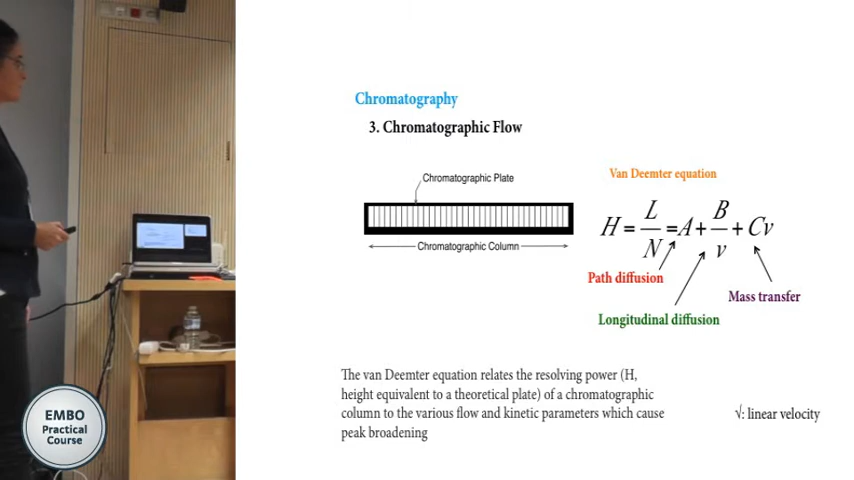 Chromatography
3. Chromatographic Flow
Chromatographic Plate
Chromatographic Column
Van Deemter equation
H = L/N = A + B/v + Cv
Path diffusion
Mass transfer
Longitudinal diffusion
The van Deemter equation relates the resolving power (H,
height equivalent to a theoretical plate) of a chromatographic
column to the various flow and kinetic parameters which cause
peak broadening
√: linear velocity
EMBO
Practical
Course